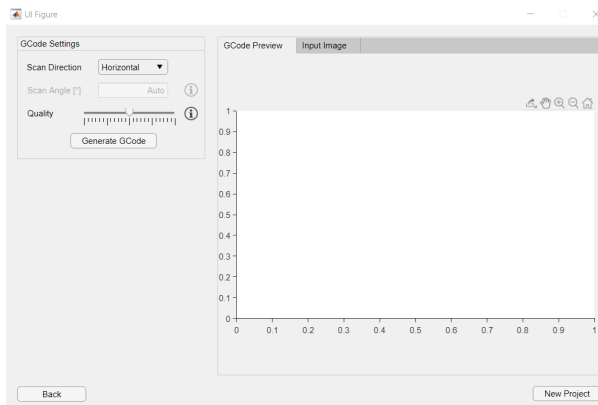 UI Figure
GCode Settings
Scan Direction Horizontal
Scan Angle [°] Auto
Quality
Generate GCode
GCode Preview Input Image
1
0.9
0.8
0.7
0.6
0.5
0.4
0.3
0.2
0.1
0
0 0.1 0.2 0.3 0.4 0.5 0.6 0.7 0.8 0.9 1
Back
New Project